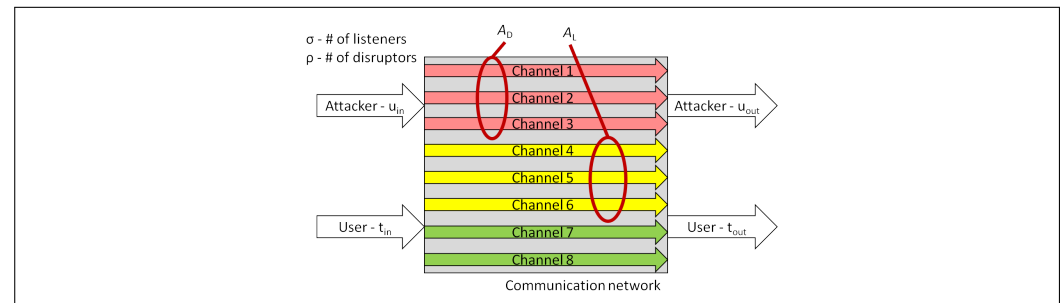 σ - # of listeners
ρ - # of disruptors
A_D
A_L
Channel 1
Channel 2
Channel 3
Channel 4
Channel 5
Channel 6
Channel 7
Channel 8
Attacker - u_in
Attacker - u_out
User - t_in
User - t_out
Communication network